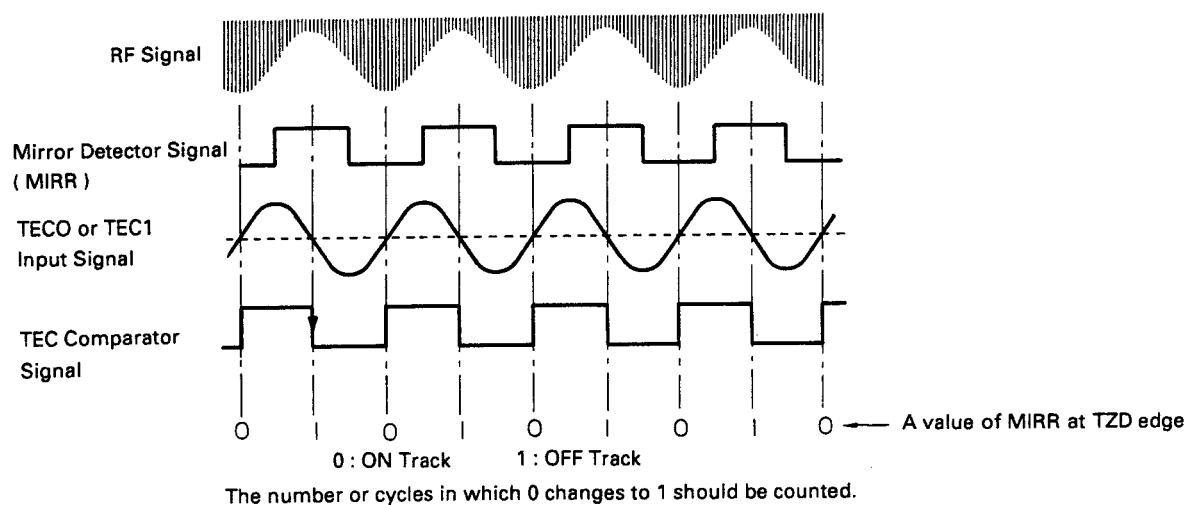 RF Signal
Mirror Detector Signal
( MIRR )
TECO or TEC1
Input Signal
TEC Comparator
Signal
0 1 0 1 0 1 0 1 0 A value of MIRR at TZD edge
0 : ON Track 1 : OFF Track
The number or cycles in which 0 changes to 1 should be counted.